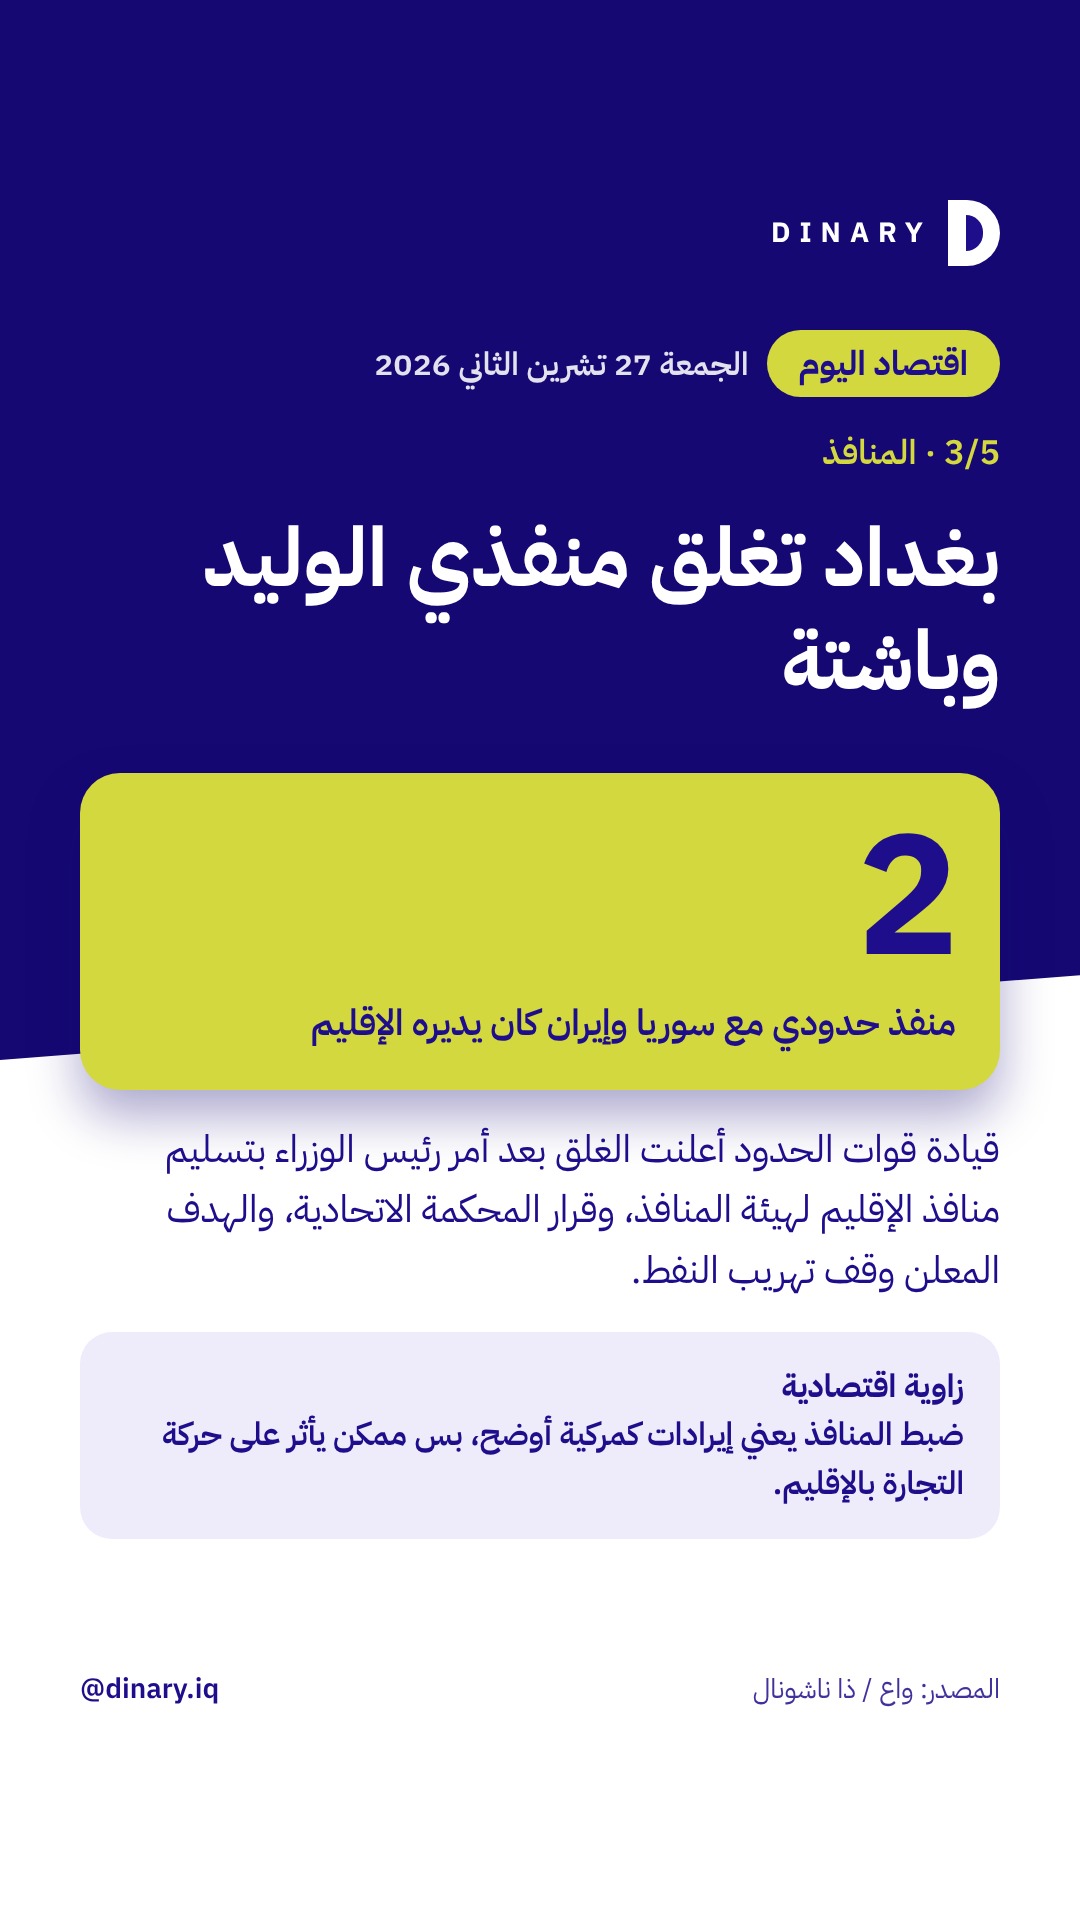 DINARY
اقتصاد اليوم الجمعة 27 تشرين الثاني 2026
3/5 · المنافذ
بغداد تغلق منفذي الوليد
وباشتة
2
منفذ حدودي مع سوريا وإيران كان يديره الإقليم
قيادة قوات الحدود أعلنت الغلق بعد أمر رئيس الوزراء بتسليم
منافذ الإقليم لهيئة المنافذ، وقرار المحكمة الاتحادية، والهدف
المعلن وقف تهريب النفط.
زاوية اقتصادية
ضبط المنافذ يعني إيرادات كمركية أوضح، بس ممكن يأثر على حركة
التجارة بالإقليم.
المصدر: واع / ذا ناشونال
@dinary.iq